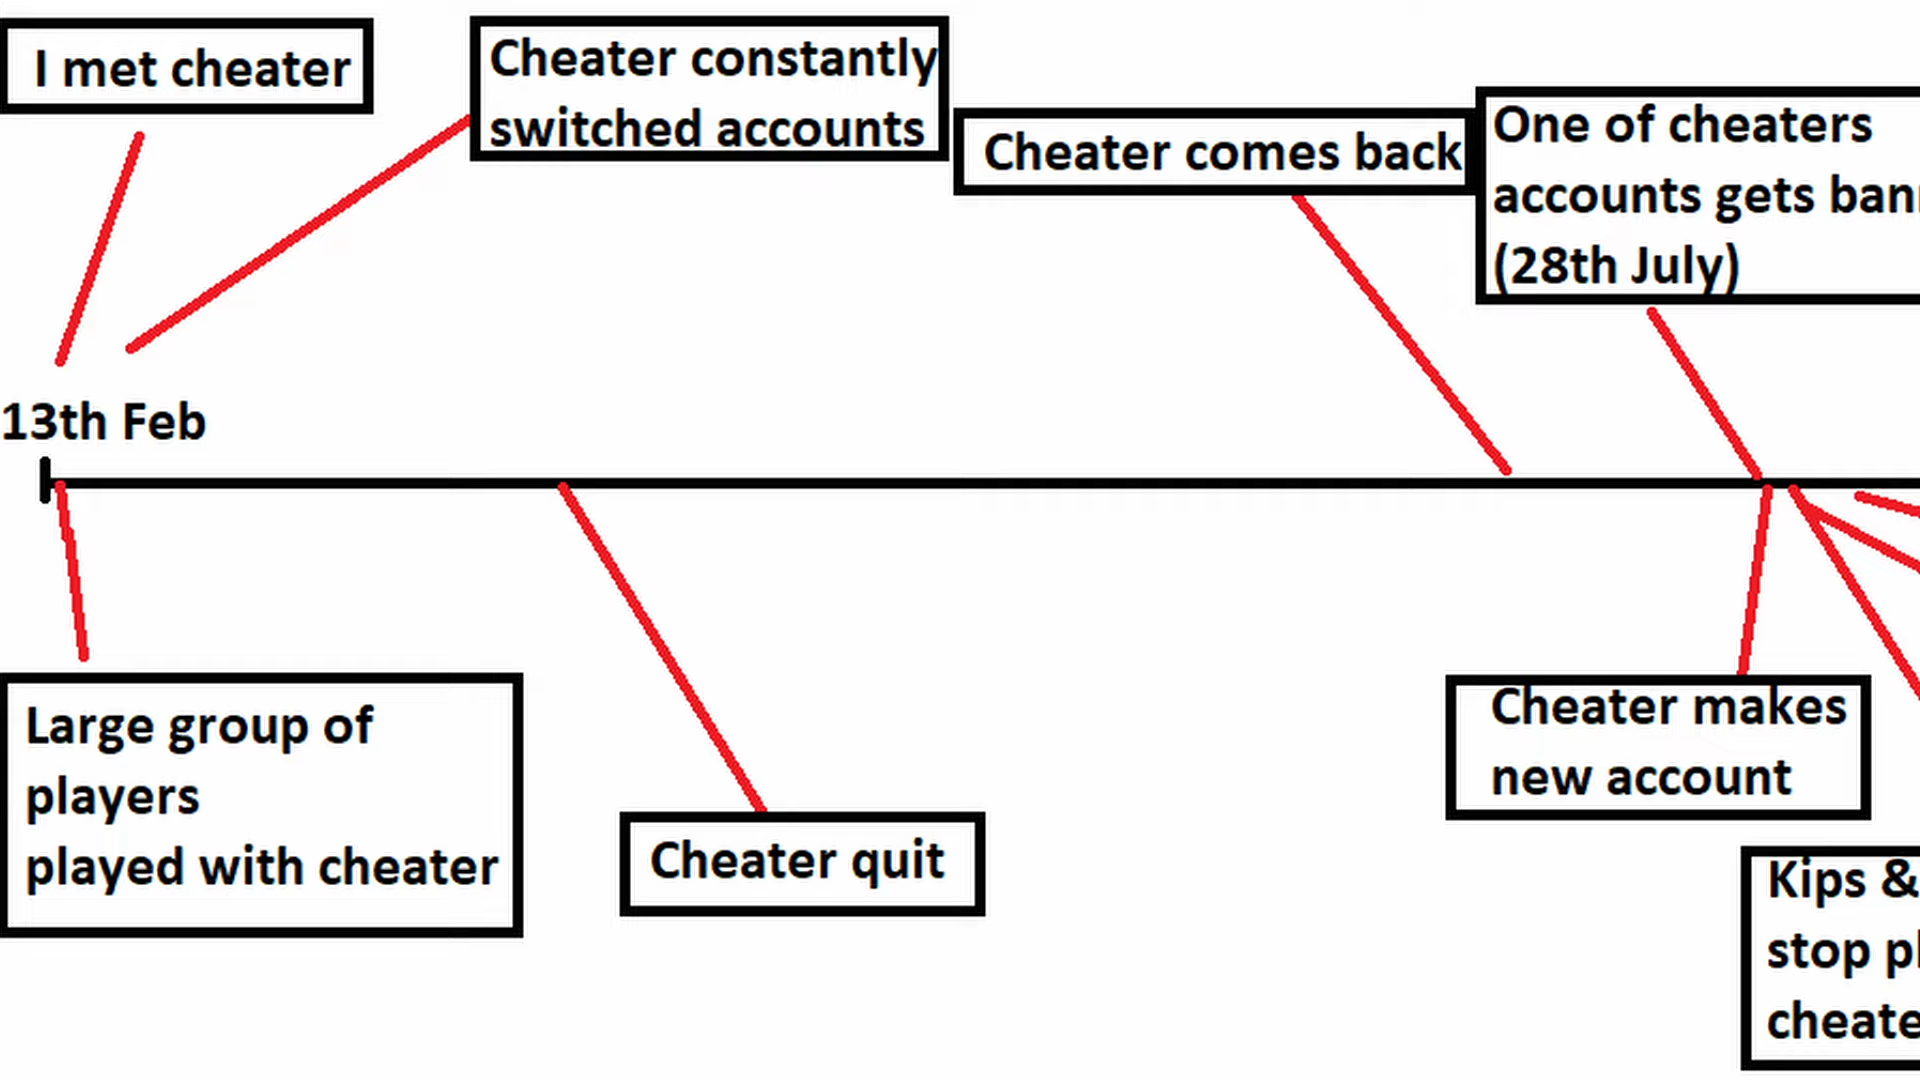 I met cheater
Cheater constantly
switched accounts
Cheater comes back
One of cheaters
accounts gets
(28th July)
13th Feb
Large group of
players
played with cheater
Cheater quit
Cheater makes
new account
Kips &
stop